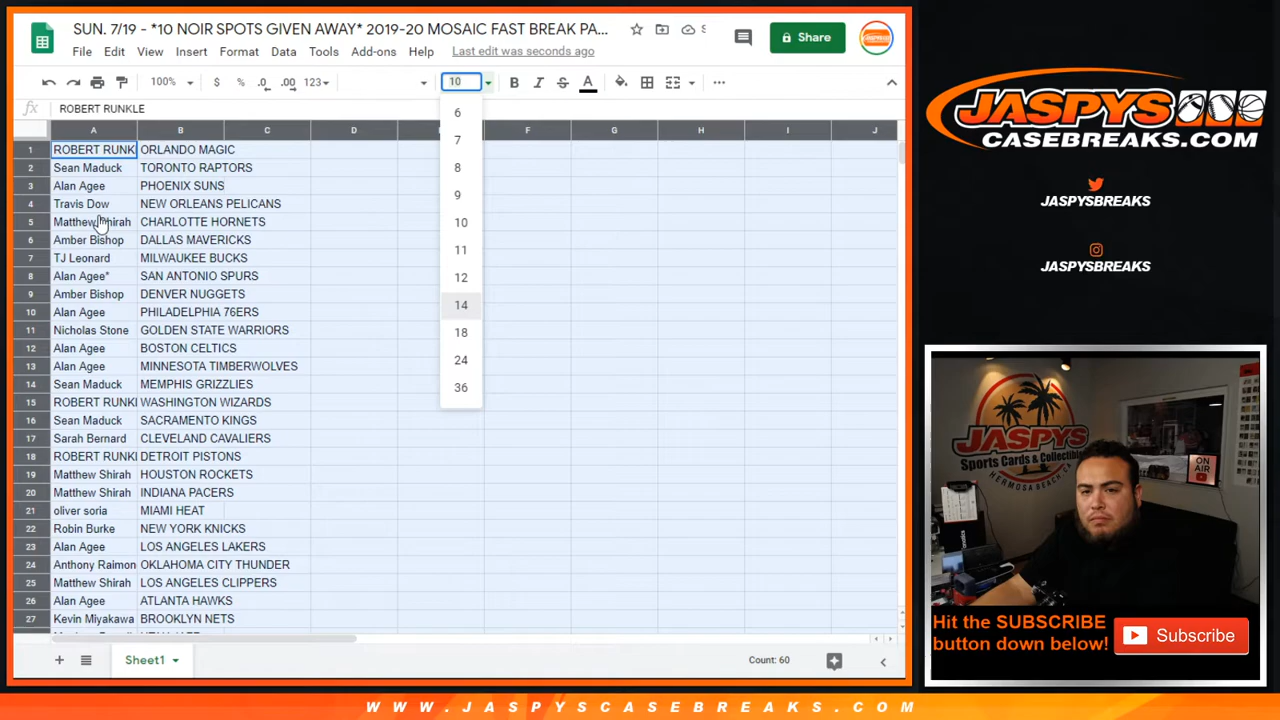 SUN. 7/19 - *10 NOIR SPOTS GIVEN AWAY* 2019-20 MOSAIC FAST BREAK PA...
File Edit View Insert Format Data Tools Add-ons Help Last edit was seconds ago
Share
100% $ % .0 .00 123 10 B I S A
fx ROBERT RUNKLE
A B C D F G H I J
1 ROBERT RUNK ORLANDO MAGIC
2 Sean Maduck TORONTO RAPTORS
3 Alan Agee PHOENIX SUNS
4 Travis Dow NEW ORLEANS PELICANS
5 Matthew Shirah CHARLOTTE HORNETS
6 Amber Bishop DALLAS MAVERICKS
7 TJ Leonard MILWAUKEE BUCKS
8 Alan Agee* SAN ANTONIO SPURS
9 Amber Bishop DENVER NUGGETS
10 Alan Agee PHILADELPHIA 76ERS
11 Nicholas Stone GOLDEN STATE WARRIORS
12 Alan Agee BOSTON CELTICS
13 Alan Agee MINNESOTA TIMBERWOLVES
14 Sean Maduck MEMPHIS GRIZZLIES
15 ROBERT RUNKI WASHINGTON WIZARDS
16 Sean Maduck SACRAMENTO KINGS
17 Sarah Bernard CLEVELAND CAVALIERS
18 ROBERT RUNKI DETROIT PISTONS
19 Matthew Shirah HOUSTON ROCKETS
20 Matthew Shirah INDIANA PACERS
21 oliver soria MIAMI HEAT
22 Robin Burke NEW YORK KNICKS
23 Alan Agee LOS ANGELES LAKERS
24 Anthony Raimon OKLAHOMA CITY THUNDER
25 Matthew Shirah LOS ANGELES CLIPPERS
26 Alan Agee ATLANTA HAWKS
27 Kevin Miyakawa BROOKLYN NETS
6
7
8
9
10
11
12
14
18
24
36
Sheet1
Count: 60
JASPYS
CASEBREAKS.COM
JASPYSBREAKS
JASPYSBREAKS
JASPYS
Sports Cards & Collectibles
HERMOSA BEACH, CA
ON AIR
Hit the SUBSCRIBE
button down below!
Subscribe
WWW.JASPYSCASEBREAKS.COM